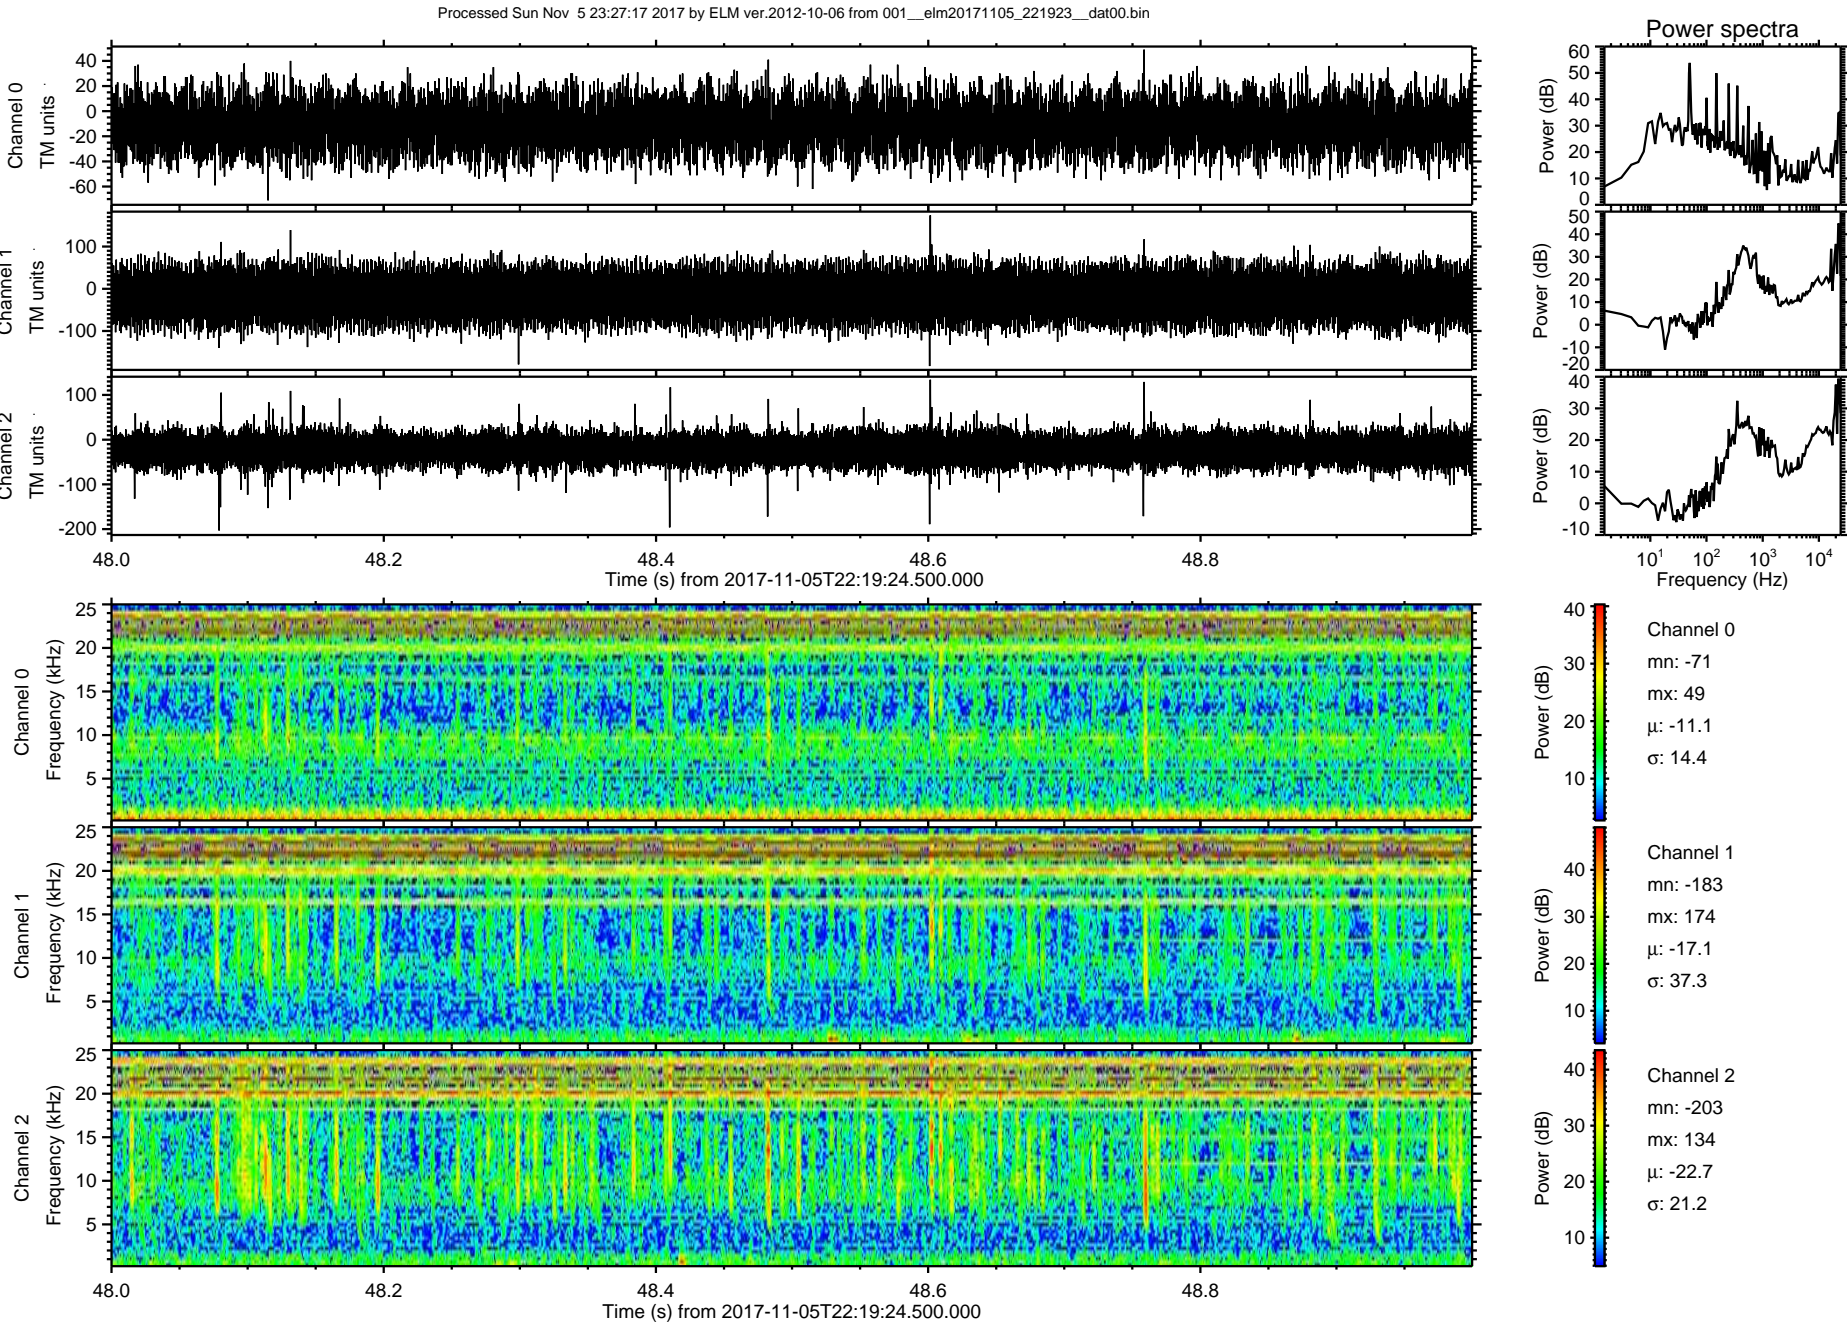 Processed Sun Nov  5 23:27:17 2017 by ELM ver.2012-10-06 from 001__elm20171105_221923__dat00.bin
Power spectra
Channel 0
TM units
40
20
0
-20
-40
-60
Power (dB)
60
50
40
30
20
10
0
Channel 1
TM units
100
0
-100
Power (dB)
50
40
30
20
10
0
-10
-20
Channel 2
TM units
100
0
-100
-200
Power (dB)
40
30
20
10
0
-10
48.0 48.2 48.4 48.6 48.8
Time (s) from 2017-11-05T22:19:24.500.000
10^1 10^2 10^3 10^4
Frequency (Hz)
Channel 0
Frequency (kHz)
25
20
15
10
5
Power (dB)
40
30
20
10
Channel 0
mn: -71
mx: 49
μ: -11.1
σ: 14.4
Channel 1
Frequency (kHz)
25
20
15
10
5
Power (dB)
40
30
20
10
Channel 1
mn: -183
mx: 174
μ: -17.1
σ: 37.3
Channel 2
Frequency (kHz)
25
20
15
10
5
Power (dB)
40
30
20
10
Channel 2
mn: -203
mx: 134
μ: -22.7
σ: 21.2
48.0 48.2 48.4 48.6 48.8
Time (s) from 2017-11-05T22:19:24.500.000